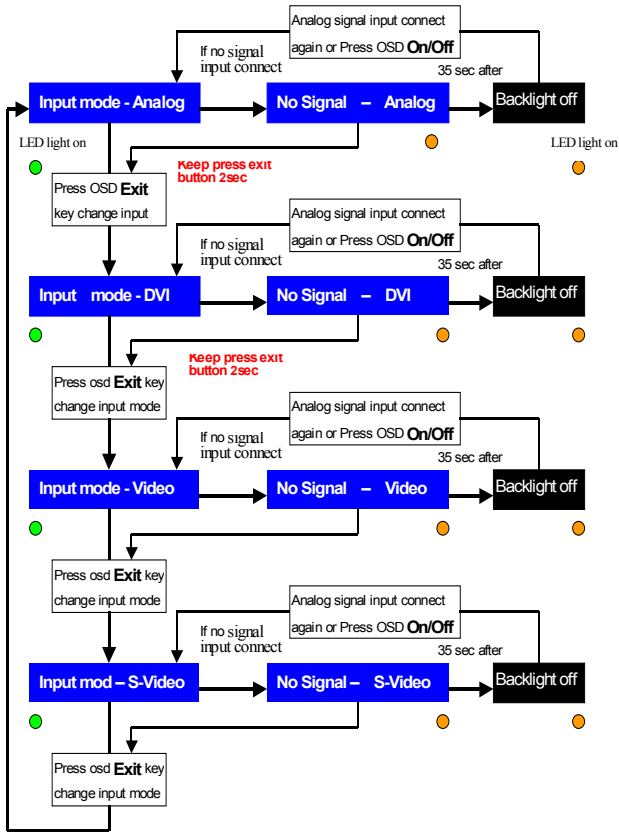 Analog signal input connect
again or Press OSD On/Off
If no signal
input connect
35 sec after
Input mode - Analog
No Signal – Analog
Backlight off
LED light on
LED light on
Keep press exit
button 2sec
Press OSD Exit
key change input
Analog signal input connect
again or Press OSD On/Off
If no signal
input connect
35 sec after
Input mode - DVI
No Signal – DVI
Backlight off
Keep press exit
button 2sec
Press osd Exit key
change input mode
Analog signal input connect
again or Press OSD On/Off
If no signal
input connect
35 sec after
Input mode - Video
No Signal – Video
Backlight off
Press osd Exit key
change input mode
Analog signal input connect
again or Press OSD On/Off
If no signal
input connect
35 sec after
Input mod – S-Video
No Signal – S-Video
Backlight off
Press osd Exit key
change input mode